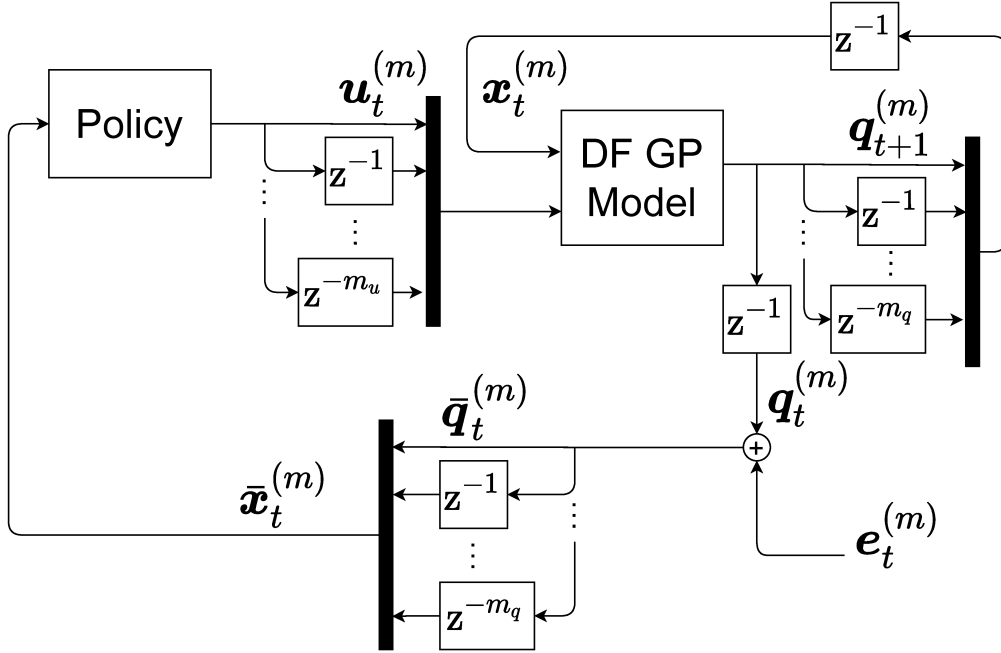 z⁻¹
u_t^{(m)}
x_t^{(m)}
Policy
q_{t+1}^{(m)}
DF GP
Model
z⁻¹
z⁻¹
⋮
⋮
⋮
⋮
z^{-m_u}
z⁻¹
z^{-m_q}
q_t^{(m)}
q̄_t^{(m)}
+
x̄_t^{(m)}
z⁻¹
⋮
⋮
e_t^{(m)}
z^{-m_q}